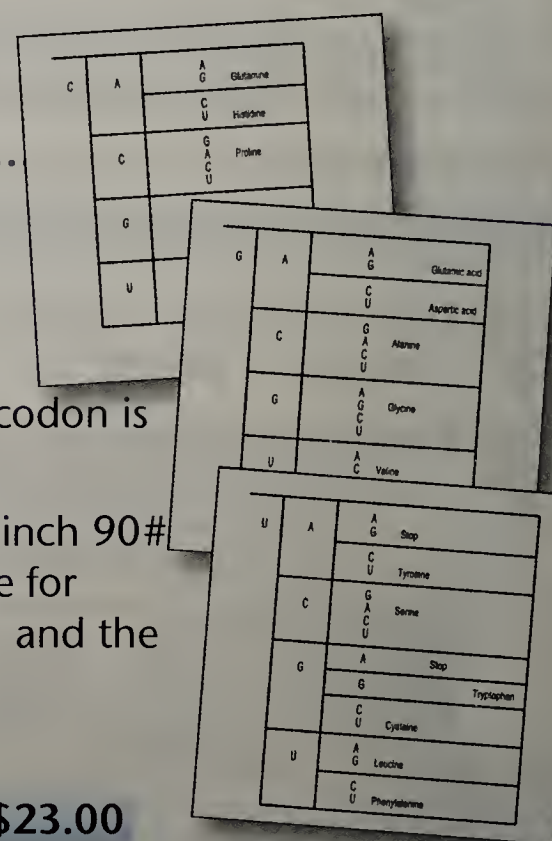 C A A
G Glutamine
C
U Histidine
C G
A
C
U Proline
G
U
G A A
G Glutamic acid
C
U Aspartic acid
C G
A
C
U Alanine
G A
G
C
U Glycine
U A
C Valine
U A A
G Stop
C
U Tyrosine
C G
A
C
U Serine
G A Stop
G Tryptophan
C
U Cysteine
U A
G Leucine
C
U Phenylalanine
codon is
inch 90#
e for
and the
$23.00